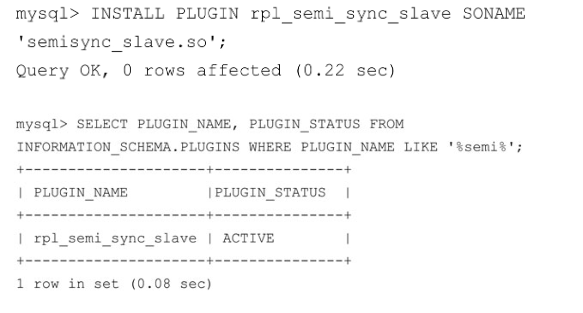 mysql> INSTALL PLUGIN rpl_semi_sync_slave SONAME
'semisync_slave.so';
Query OK, 0 rows affected (0.22 sec)
mysql> SELECT PLUGIN_NAME, PLUGIN_STATUS FROM
INFORMATION_SCHEMA.PLUGINS WHERE PLUGIN_NAME LIKE '%semi%';
+---------------------+---------------+
| PLUGIN_NAME         |PLUGIN_STATUS  |
+---------------------+---------------+
| rpl_semi_sync_slave | ACTIVE        |
+---------------------+---------------+
1 row in set (0.08 sec)